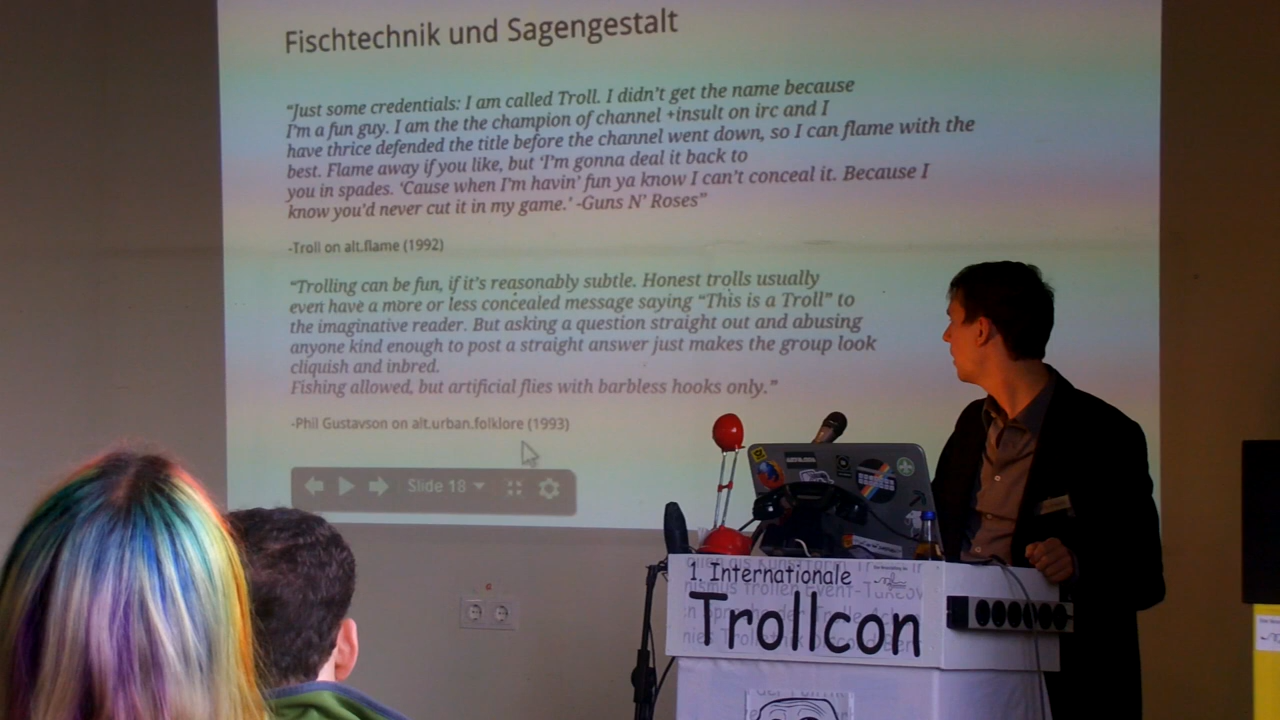 Fischtechnik und Sagengestalt
“Just some credentials: I am called Troll. I didn't get the name because
I'm a fun guy. I am the the champion of channel +insult on irc and I
have thrice defended the title before the channel went down, so I can flame with the
best. Flame away if you like, but ‘I'm gonna deal it back to
you in spades. ‘Cause when I'm havin' fun ya know I can't conceal it. Because I
know you'd never cut it in my game.' -Guns N' Roses”
-Troll on alt.flame (1992)
“Trolling can be fun, if it's reasonably subtle. Honest trolls usually
even have a more or less concealed message saying “This is a Troll” to
the imaginative reader. But asking a question straight out and abusing
anyone kind enough to post a straight answer just makes the group look
cliquish and inbred.
Fishing allowed, but artificial flies with barbless hooks only.”
-Phil Gustavson on alt.urban.folklore (1993)
Slide 18
1. Internationale
Trollcon